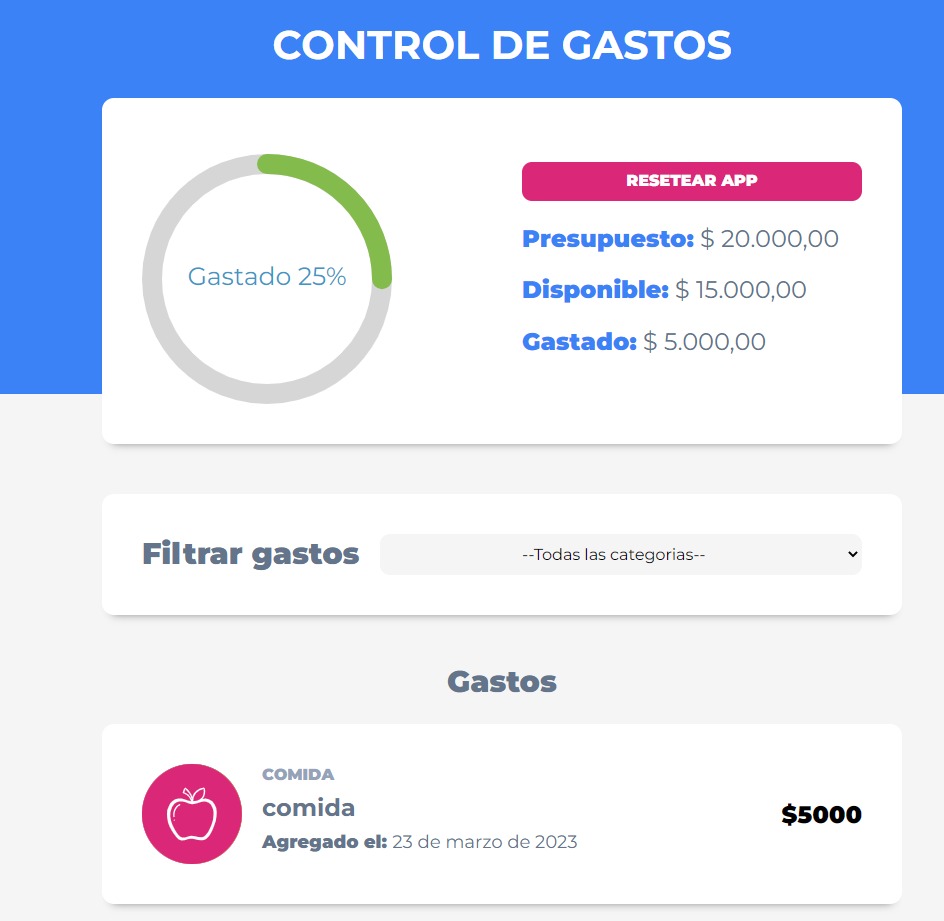 CONTROL DE GASTOS
Gastado 25%
RESETEAR APP
Presupuesto: $ 20.000,00
Disponible: $ 15.000,00
Gastado: $ 5.000,00
Filtrar gastos
--Todas las categorias--
Gastos
COMIDA
comida
Agregado el: 23 de marzo de 2023
$5000